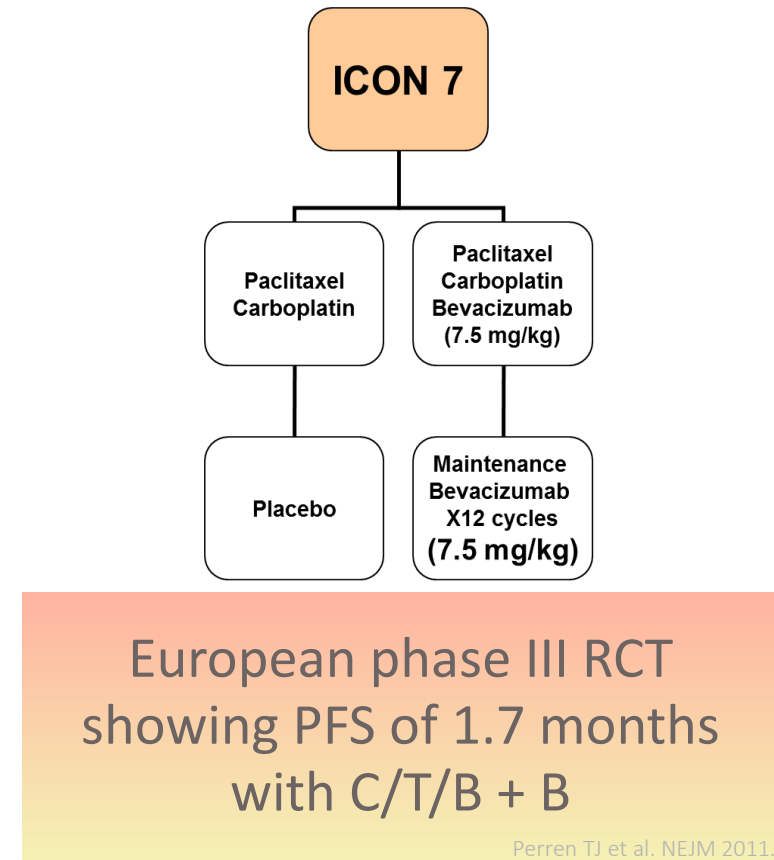 ICON 7
Paclitaxel
Carboplatin
Paclitaxel
Carboplatin
Bevacizumab
(7.5 mg/kg)
Placebo
Maintenance
Bevacizumab
X12 cycles
(7.5 mg/kg)
European phase III RCT
showing PFS of 1.7 months
with C/T/B + B
Perren TJ et al. NEJM 2011.